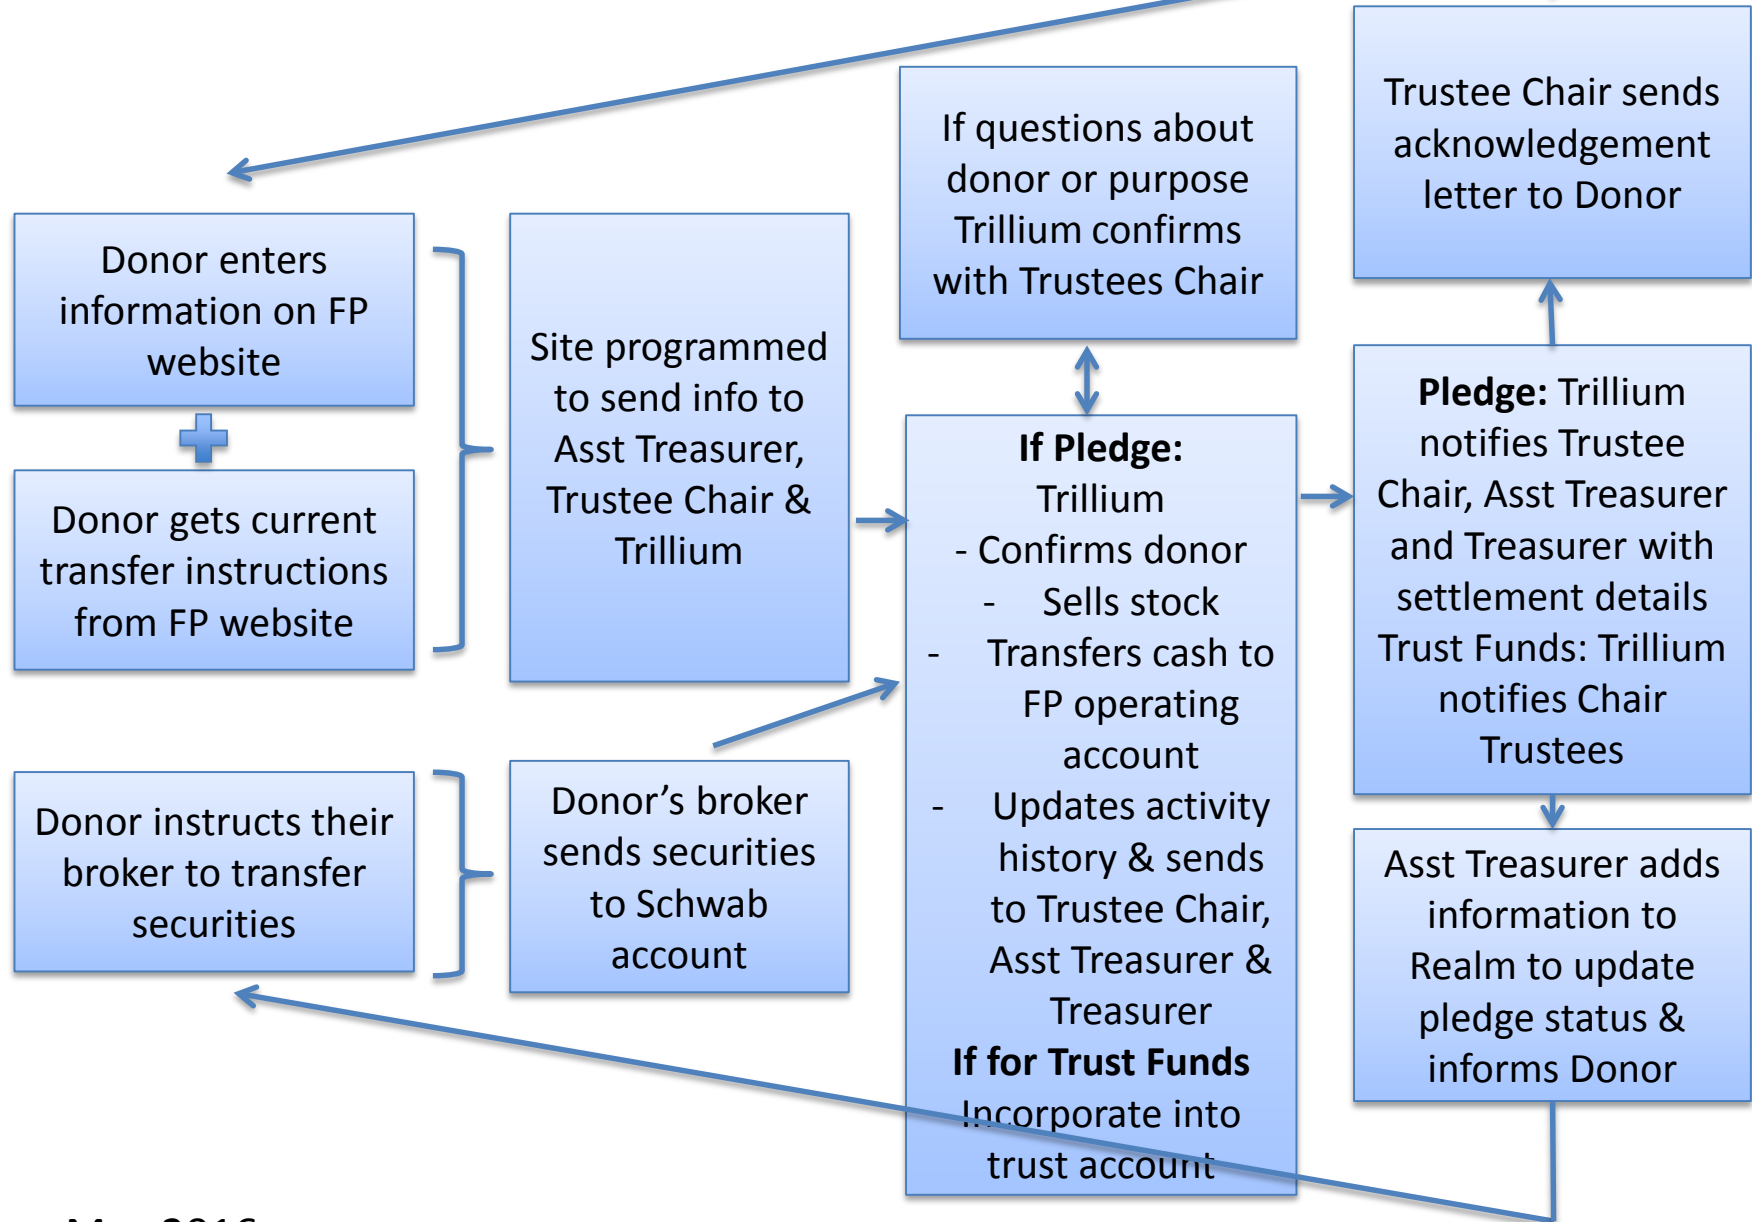 Trustee Chair sends
acknowledgement
letter to Donor
If questions about
donor or purpose
Trillium confirms
with Trustees Chair
Donor enters
information on FP
website
Donor gets current
transfer instructions
from FP website
Site programmed
to send info to
Asst Treasurer,
Trustee Chair &
Trillium
If Pledge:
Trillium
- Confirms donor
- Sells stock
- Transfers cash to
FP operating
account
- Updates activity
history & sends
to Trustee Chair,
Asst Treasurer &
Treasurer
If for Trust Funds
Incorporate into
trust account
Pledge: Trillium
notifies Trustee
Chair, Asst Treasurer
and Treasurer with
settlement details
Trust Funds: Trillium
notifies Chair
Trustees
Donor instructs their
broker to transfer
securities
Donor’s broker
sends securities
to Schwab
account
Asst Treasurer adds
information to
Realm to update
pledge status &
informs Donor
2016